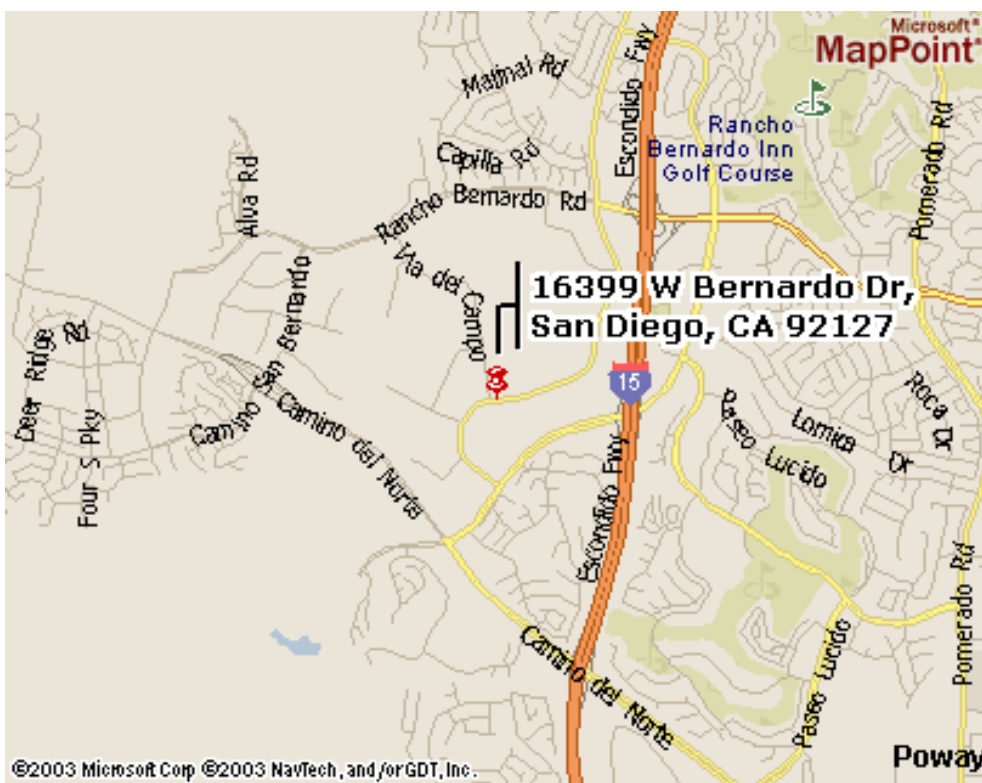 Microsoft®
MapPoint®
Escondido Fwy
Matinal Rd
Rancho
Bernardo Inn
Golf Course
Pomerado Rd
Capilla Rd
Rancho Bernardo Rd
Alva Rd
Via del Campo
16399 W Bernardo Dr,
San Diego, CA 92127
Camino San Bernardo
Deer Ridge Rd
15
Four S Pky
Camino del Norte
Roca Dr
Lomica Dr
Paseo Lucido
Escondido Fwy
Camino del Norte
Paseo Lucido
Pomerado Rd
Poway
©2003 Microsoft Corp ©2003 NavTech, and/or GDT, Inc.